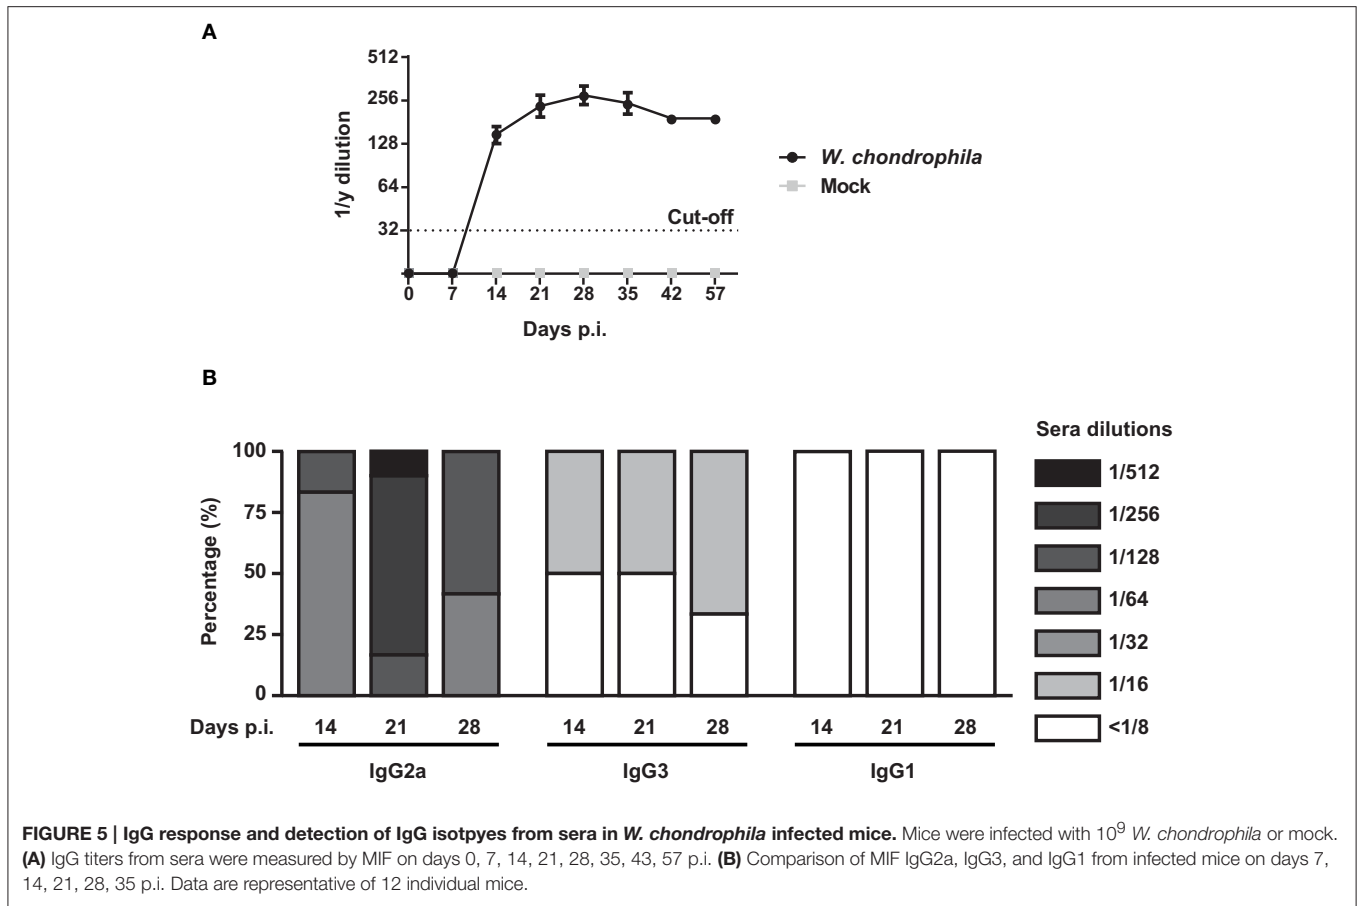 A
512
256
128
64
32
1/y dilution
Cut-off
W. chondrophila
Mock
0 7 14 21 28 35 42 57
Days p.i.
B
100
75
50
25
0
Percentage (%)
Days p.i. 14 21 28 14 21 28 14 21 28
IgG2a IgG3 IgG1
Sera dilutions
1/512
1/256
1/128
1/64
1/32
1/16
<1/8
FIGURE 5 | IgG response and detection of IgG isotpyes from sera in W. chondrophila infected mice. Mice were infected with 10⁹ W. chondrophila or mock.
(A) IgG titers from sera were measured by MIF on days 0, 7, 14, 21, 28, 35, 43, 57 p.i. (B) Comparison of MIF IgG2a, IgG3, and IgG1 from infected mice on days 7,
14, 21, 28, 35 p.i. Data are representative of 12 individual mice.